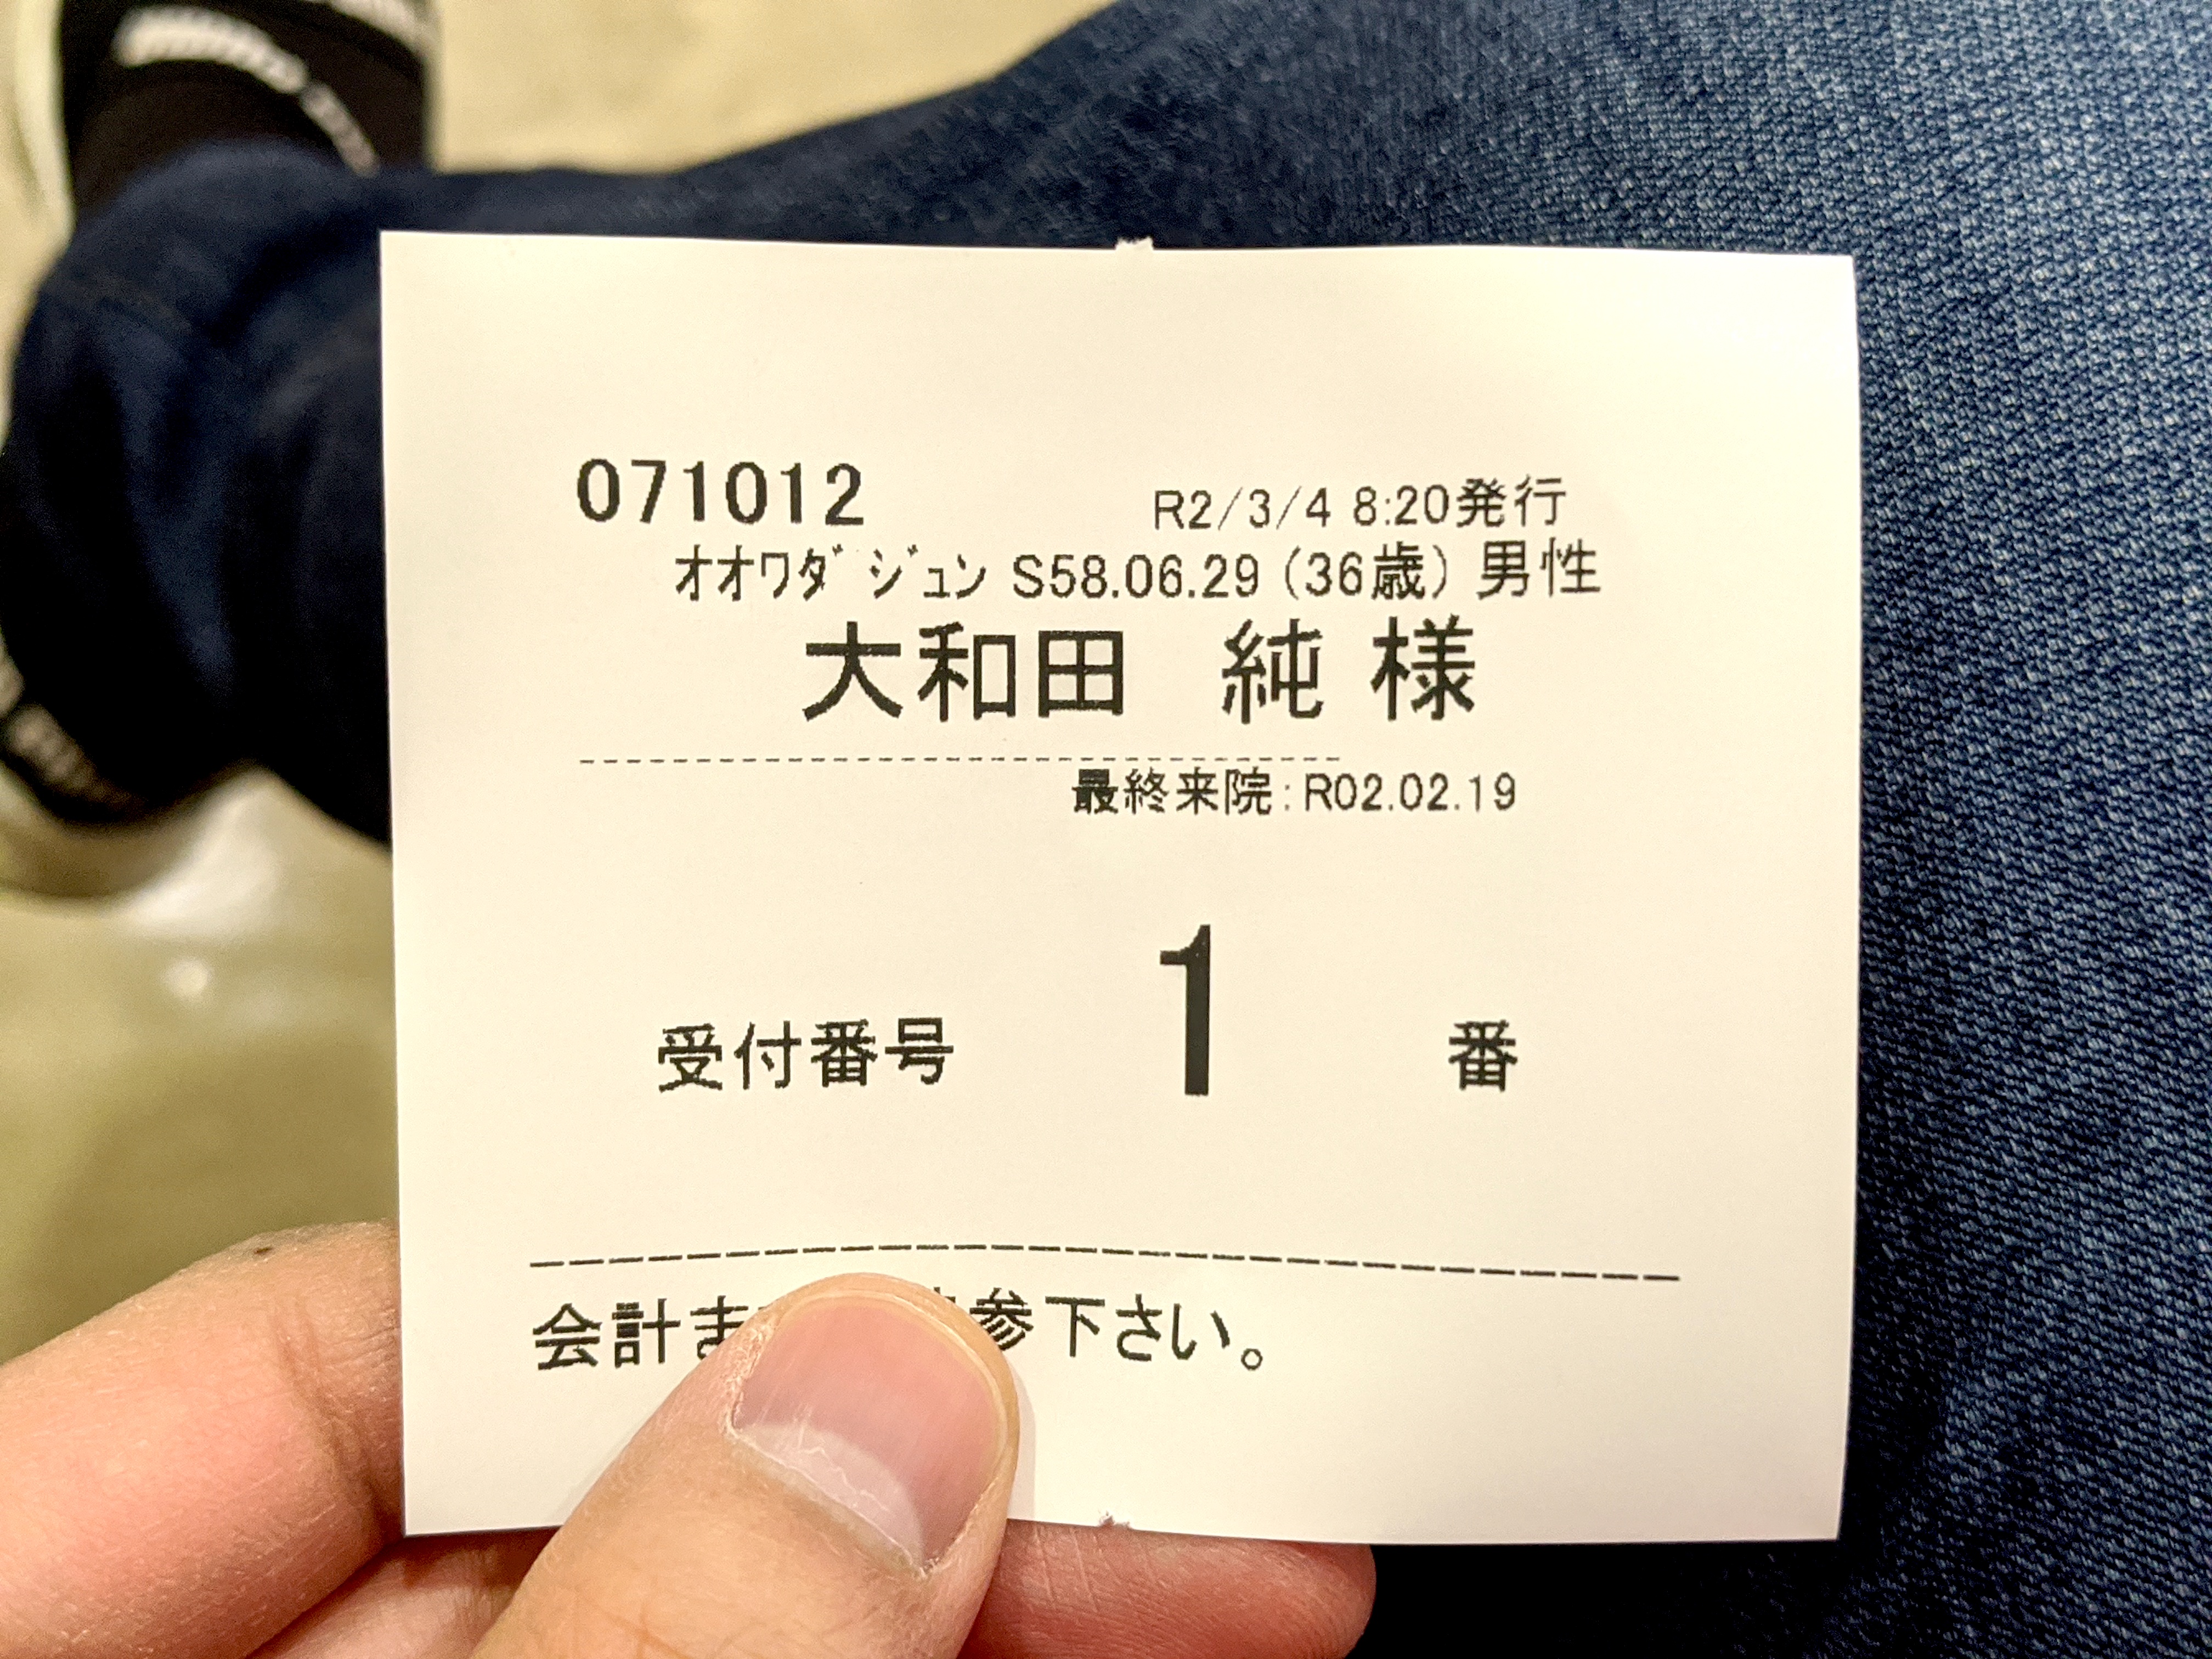 071012 R2/3/4 8:20発行
オオワダ ジュン S58.06.29 (36歳) 男性
大和田 純 様
最終来院:R02.02.19
受付番号 1 番
会計ま 参下さい。